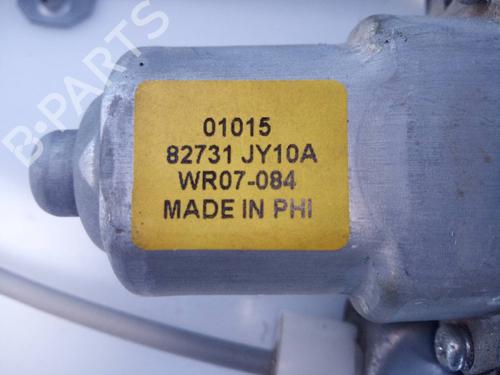 B-PARTS
01015
82731 JY10A
WR07-084
MADE IN PHI